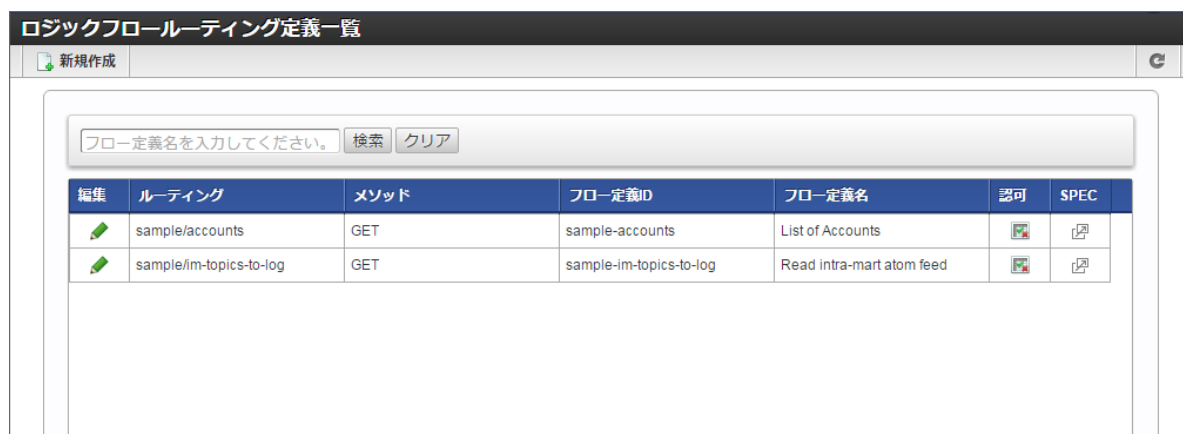 ロジックフロールーティング定義一覧
新規作成
フロー定義名を入力してください。 検索 クリア
編集 ルーティング メソッド フロー定義ID フロー定義名 認可 SPEC
sample/accounts GET sample-accounts List of Accounts
sample/im-topics-to-log GET sample-im-topics-to-log Read intra-mart atom feed